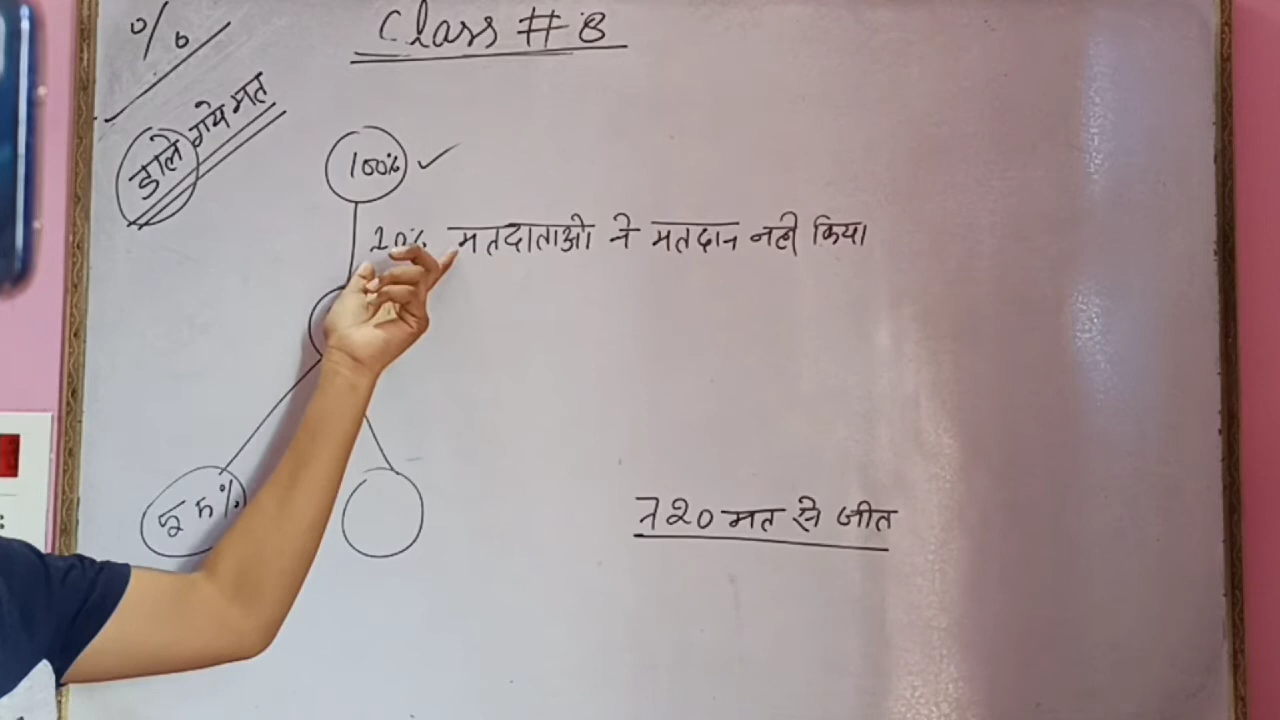 %
Class # 8
डाले गये मत
100%
20% मतदाताओ ने मतदान नही किया
55%
720 मत से जीत